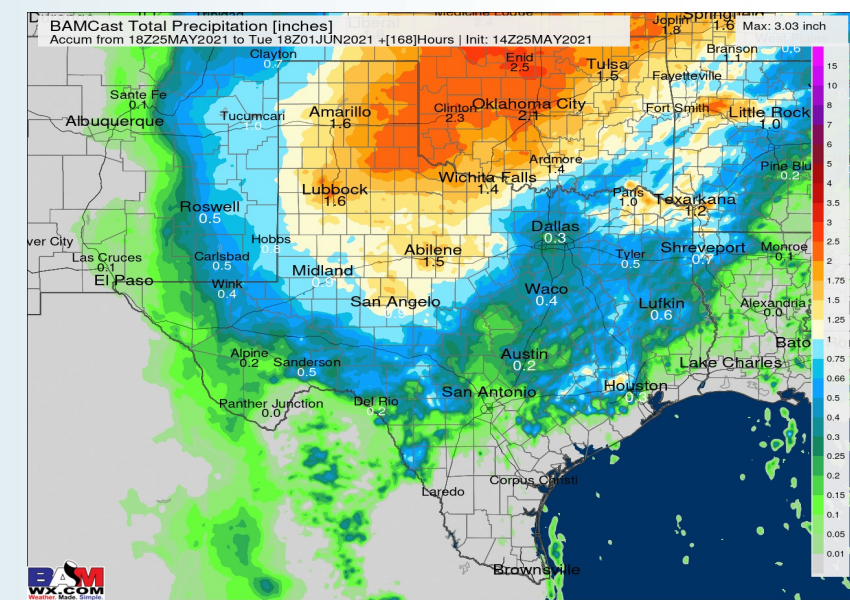 BAMCast Total Precipitation [inches]
Accum from 18Z25MAY2021 to Tue 18Z01JUN2021 +[168]Hours | Init: 14Z25MAY2021
Max: 3.03 inch
Joplin
1.8
1.6
Clayton
0.7
Enid
2.5
Tulsa
1.5
Branson
1.1
0.6
Fayetteville
Santa Fe
0.1
Albuquerque
Tucumcari
Amarillo
1.6
Clinton
2.3
Oklahoma City
2.1
Fort Smith
Little Rock
1.0
Ardmore
1.4
Pine Blu
0.2
Lubbock
1.6
Wichita Falls
1.4
Paris
1.0
Texarkana
1.2
Roswell
0.5
Dallas
0.3
ver City
Hobbs
Abilene
1.5
Las Cruces
0.1
El Paso
Carlsbad
0.5
Midland
0.9
Tyler
0.5
Shreveport
0.7
Monroe
0.1
Wink
0.4
San Angelo
Waco
0.4
Lufkin
0.6
Alexandria
0.0
Bato
Alpine
0.2
Sanderson
0.5
Austin
0.2
Lake Charles
San Antonio
Houston
Panther Junction
0.0
Del Rio
0.2
Laredo
Corpus Christi
Brownsville
15
10
8
7
6
5
4
3.5
3
2.5
2
1.75
1.5
1.25
1
0.75
0.66
0.5
0.4
0.3
0.25
0.2
0.15
0.1
0.05
0.01
BAM
WX.COM
Weather. Made. Simple.